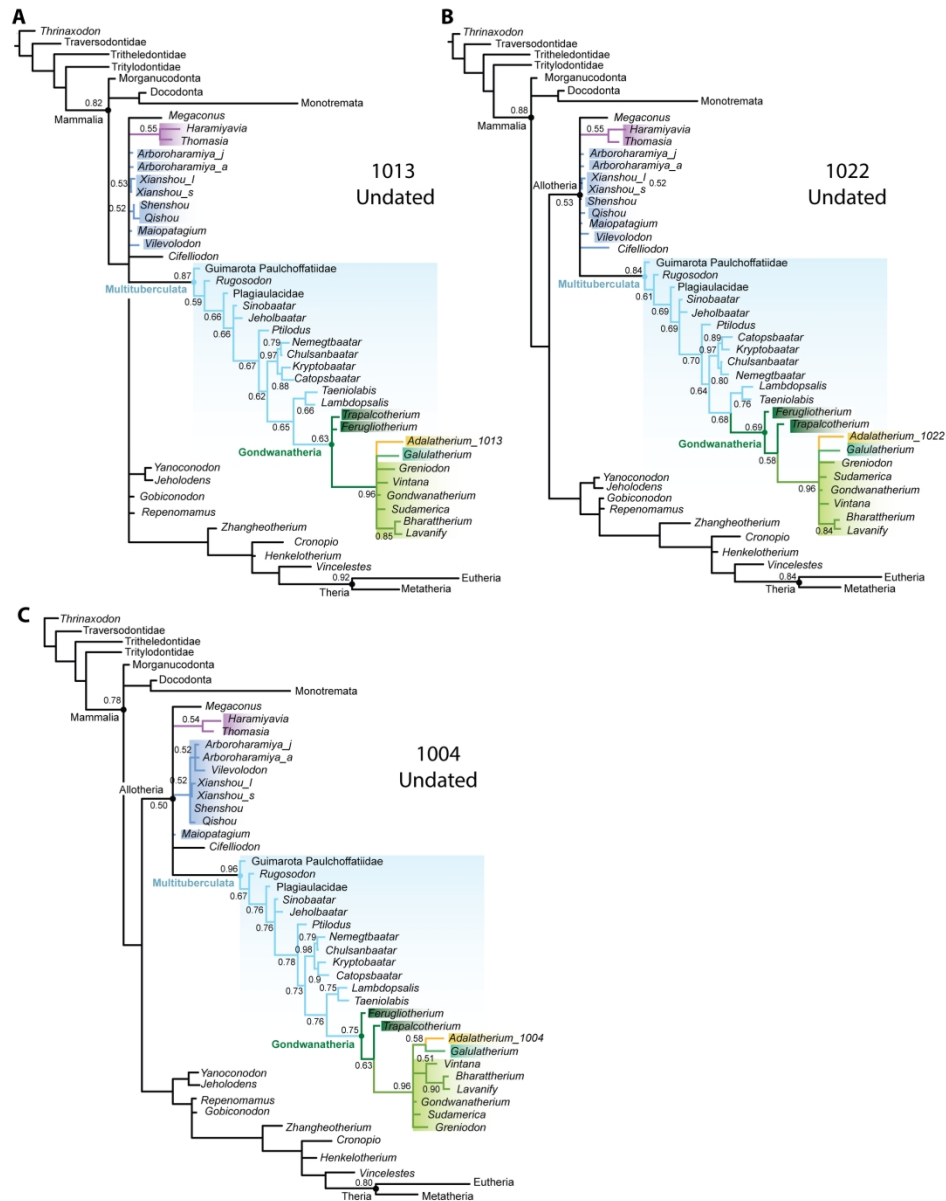 A
Thrinaxodon
Traversodontidae
Tritheledontidae
Tritylodontidae
Morganucodonta
0.82
Docodonta
Monotremata
Mammalia
Megaconus
0.55
Haramiyavia
Thomasia
Arboroharamiya_j
Arboroharamiya_a
0.53
Xianshou_l
Xianshou_s
0.52
Shenshou
Qishou
Maiopatagium
Vilevolodon
Cifelliodon
1013
Undated
0.87
Guimarota Paulchoffatiidae
Multituberculata
0.59
Rugosodon
Plagiaulacidae
0.66
Sinobaatar
0.66
Jeholbaatar
Ptilodus
0.79
Nemegtbaatar
0.97
Chulsanbaatar
0.67
Kryptobaatar
0.88
Catopsbaatar
0.62
Taeniolabis
0.66
Lambdopsalis
0.65
Trapalcotherium
0.63
Ferugliotherium
Gondwanatheria
Adalatherium_1013
Galulatherium
Greniodon
Vintana
0.96
Gondwanatherium
Sudamerica
Bharattherium
0.85
Lavanify
Yanoconodon
Jeholodens
Gobiconodon
Repenomamus
Zhangheotherium
Cronopio
Henkelotherium
Vincelestes
0.92
Eutheria
Theria
Metatheria
B
Thrinaxodon
Traversodontidae
Tritheledontidae
Tritylodontidae
Morganucodonta
0.88
Docodonta
Monotremata
Mammalia
Megaconus
0.55
Haramiyavia
Thomasia
Arboroharamiya_j
Arboroharamiya_a
Xianshou_l
0.52
Allotheria
Xianshou_s
0.53
Shenshou
Qishou
Maiopatagium
Vilevolodon
Cifelliodon
1022
Undated
0.84
Guimarota Paulchoffatiidae
Multituberculata
0.61
Rugosodon
Plagiaulacidae
0.69
Sinobaatar
0.69
Jeholbaatar
Ptilodus
0.89
Catopsbaatar
0.97
Kryptobaatar
0.70
Chulsanbaatar
0.80
Nemegtbaatar
0.64
Lambdopsalis
0.76
Taeniolabis
0.68
Ferugliotherium
0.69
Trapalcotherium
Gondwanatheria
0.58
Adalatherium_1022
Galulatherium
Greniodon
Sudamerica
0.96
Gondwanatherium
Vintana
Bharattherium
0.84
Lavanify
Yanoconodon
Jeholodens
Gobiconodon
Repenomamus
Zhangheotherium
Cronopio
Henkelotherium
Vincelestes
0.84
Eutheria
Theria
Metatheria
C
Thrinaxodon
Traversodontidae
Tritheledontidae
Tritylodontidae
Morganucodonta
0.78
Docodonta
Monotremata
Mammalia
Megaconus
0.54
Haramiyavia
Thomasia
0.52
Arboroharamiya_j
Arboroharamiya_a
Vilevolodon
0.52
Xianshou_l
Allotheria
Xianshou_s
0.50
Shenshou
Qishou
Maiopatagium
Cifelliodon
1004
Undated
0.96
Guimarota Paulchoffatiidae
Multituberculata
0.67
Rugosodon
Plagiaulacidae
0.76
Sinobaatar
0.76
Jeholbaatar
Ptilodus
0.79
Nemegtbaatar
0.98
Chulsanbaatar
0.78
Kryptobaatar
0.9
Catopsbaatar
0.73
0.75
Lambdopsalis
Taeniolabis
0.76
Ferugliotherium
0.75
Trapalcotherium
Gondwanatheria
0.58
Adalatherium_1004
0.63
Galulatherium
0.51
Vintana
Bharattherium
0.96
0.90
Lavanify
Gondwanatherium
Sudamerica
Greniodon
Yanoconodon
Jeholodens
Repenomamus
Gobiconodon
Zhangheotherium
Cronopio
Henkelotherium
Vincelestes
0.80
Eutheria
Theria
Metatheria